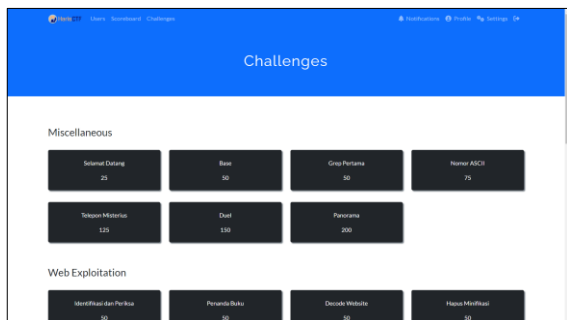 Users Scoreboard Challenges
Notifications Profile Settings
Challenges
Miscellaneous
Selamat Datang Base Grep Pertama Nomor ASCII
25 50 50 75
Telepon Misterius Duel Panorama
125 150 200
Web Exploitation
Identifikasi dan Periksa Penanda Buku Decode Website Hapus Minifikasi
50 50 50 50